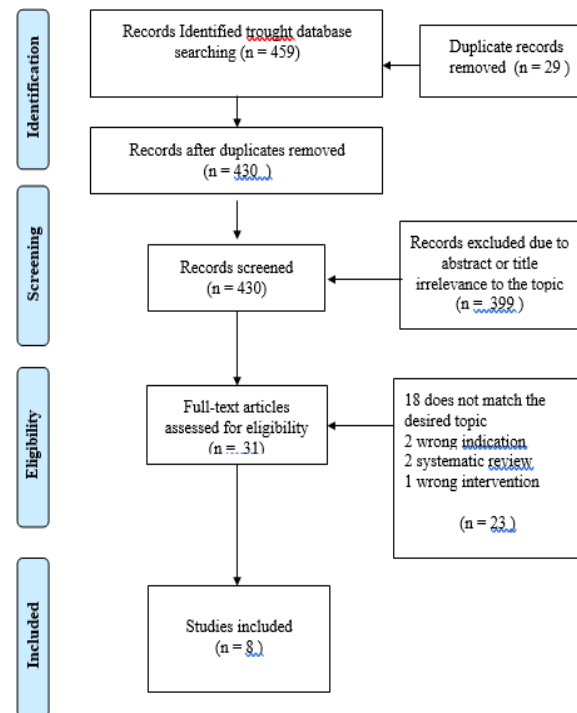 Identification
Records Identified trought database
searching (n = 459)
Duplicate records
removed (n = 29 )
Records after duplicates removed
(n = 430 )
Screening
Records screened
(n = 430)
Records excluded due to
abstract or title
irrelevance to the topic
(n = 399 )
Eligibility
Full-text articles
assessed for eligibility
(n = 31)
18 does not match the
desired topic
2 wrong indication
2 systematic review
1 wrong intervention
(n = 23 )
Included
Studies included
(n = 8 )